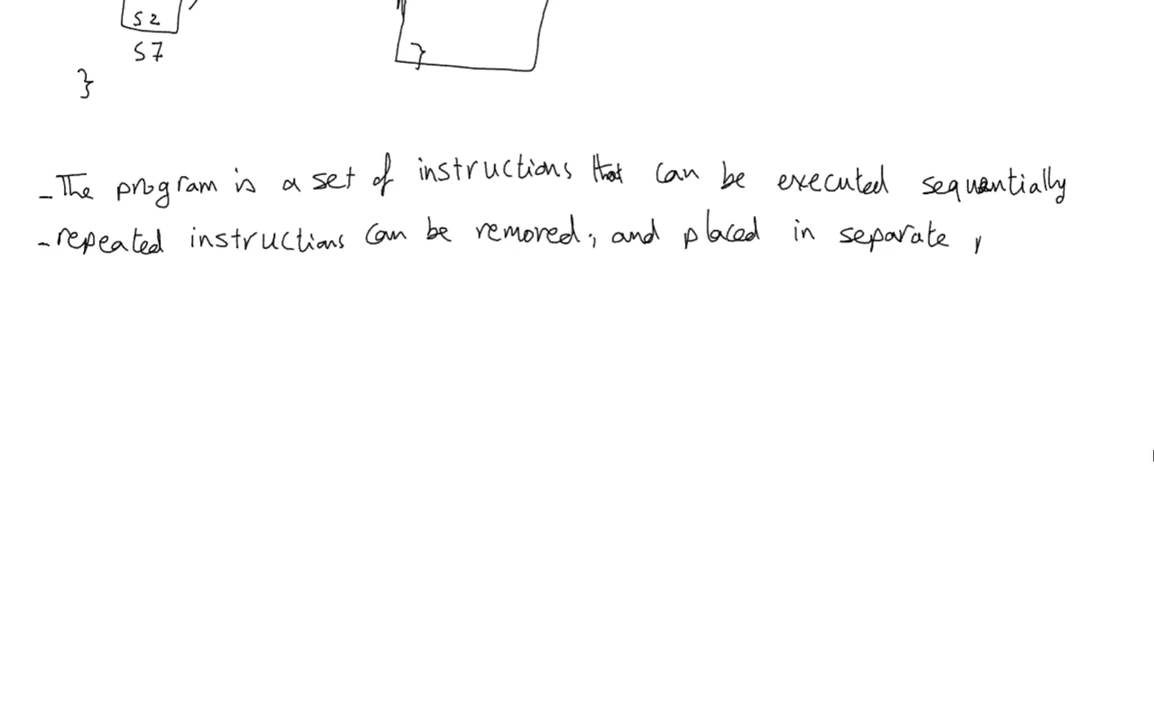 S2
S7
}
}
- The program is a set of instructions that can be executed sequentially
- repeated instructions can be removed, and placed in separate